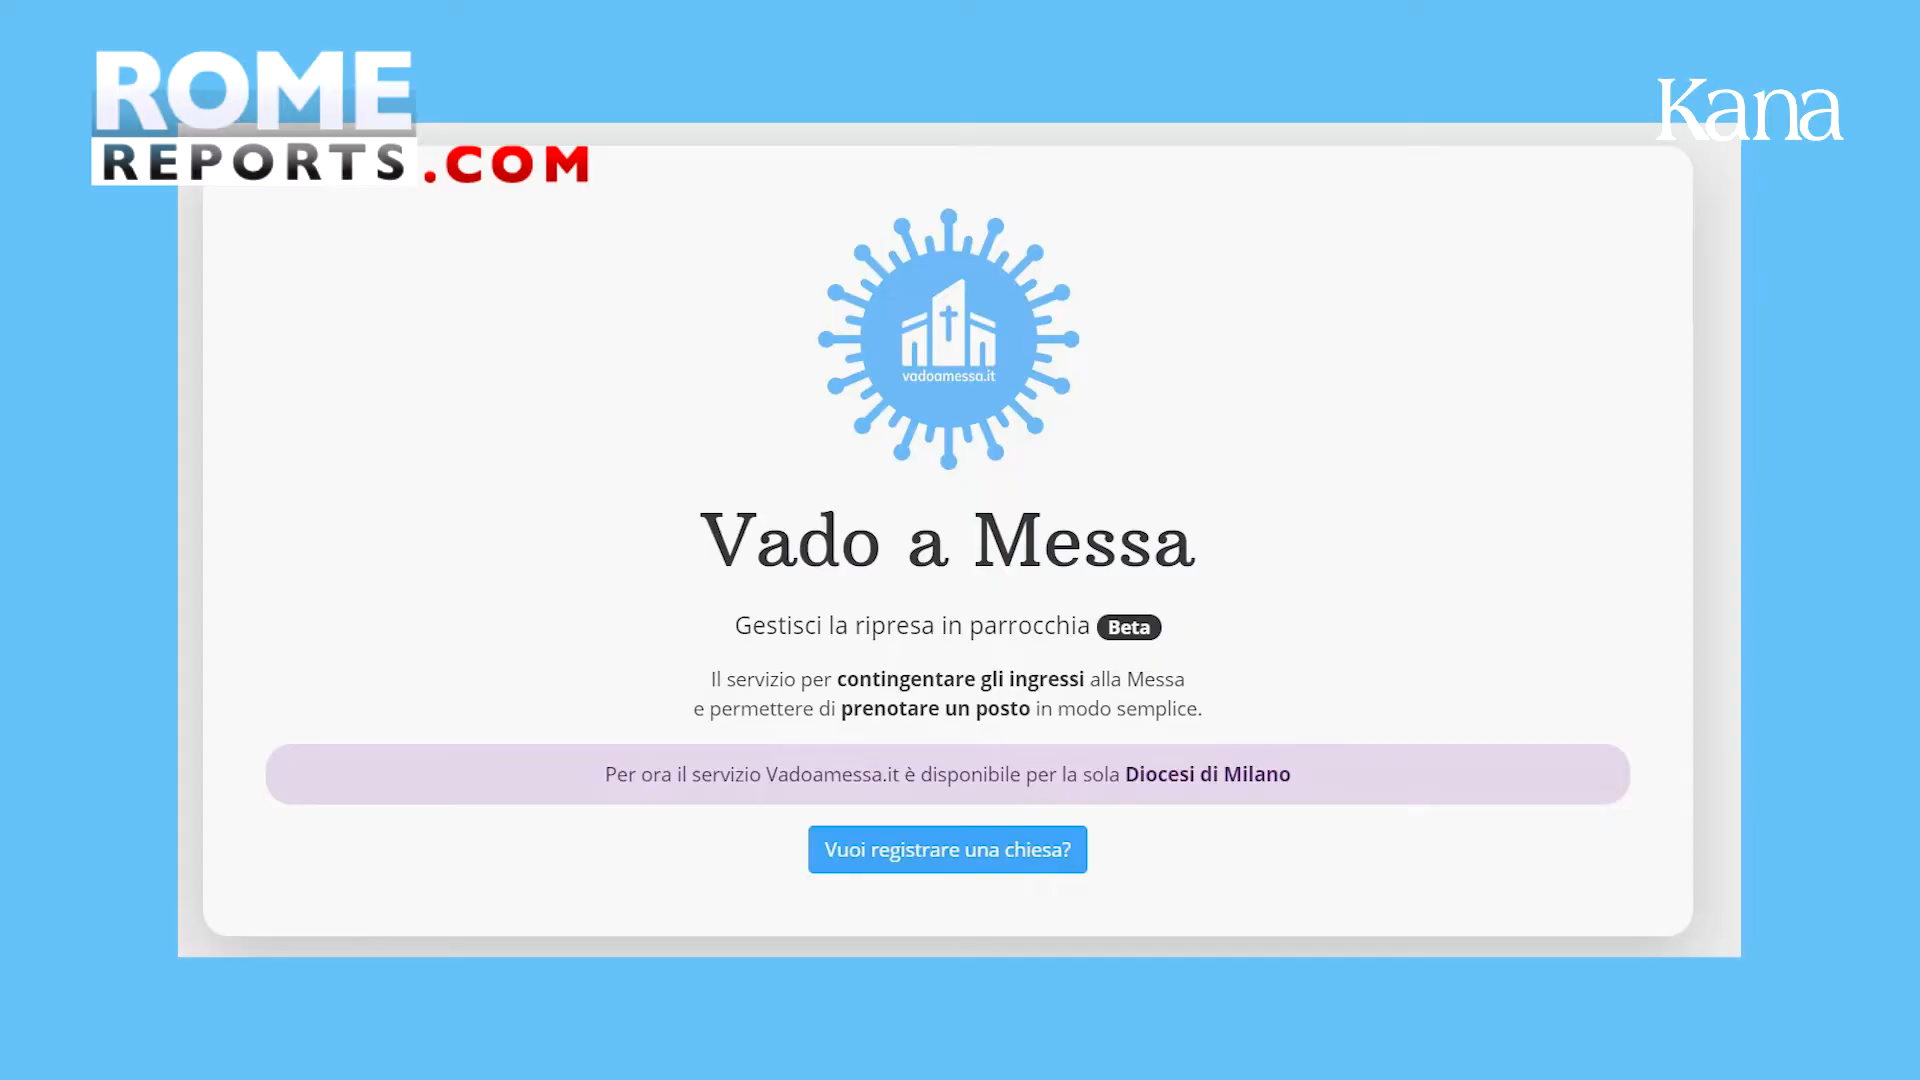 ROME
REPORTS.COM
Kana
vadoamessa.it
Vado a Messa
Gestisci la ripresa in parrocchia Beta
Il servizio per contingentare gli ingressi alla Messa
e permettere di prenotare un posto in modo semplice.
Per ora il servizio Vadoamessa.it è disponibile per la sola Diocesi di Milano
Vuoi registrare una chiesa?